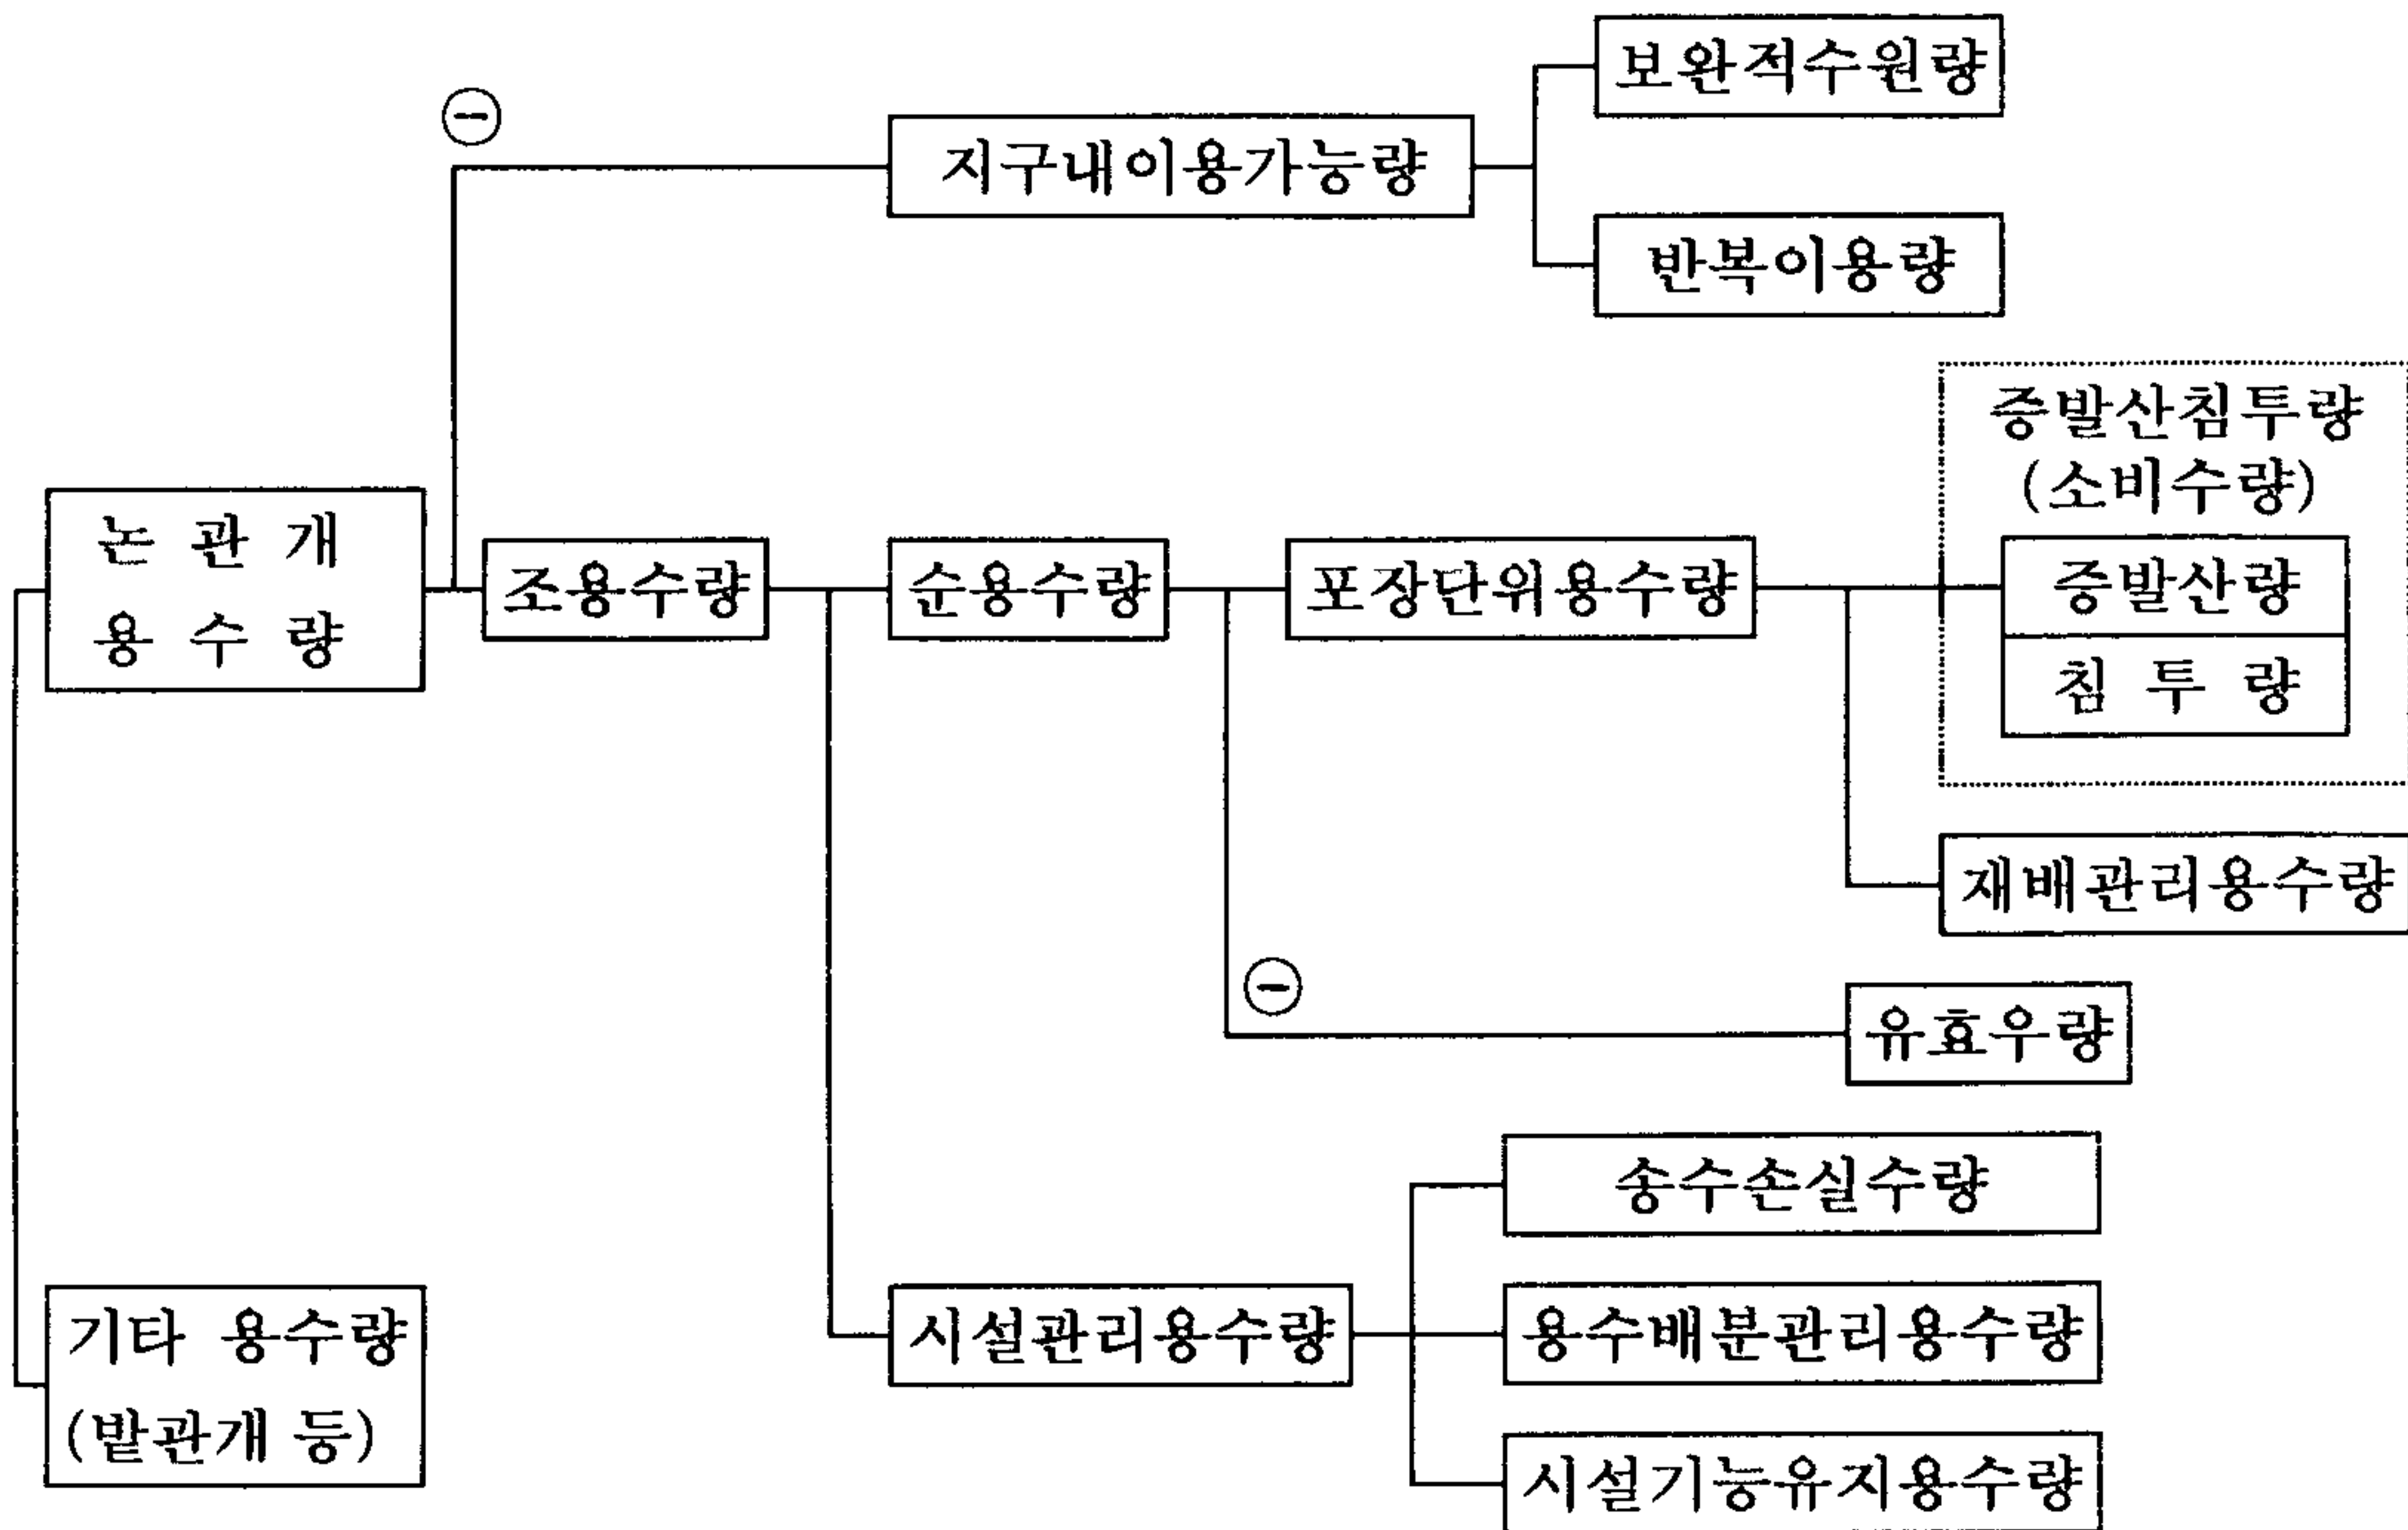 보완적수원량
㊀
지구내이용가능량
반복이용량
증발산침투량
(소비수량)
논 관 개
용 수 량
조용수량
순용수량
포장단위용수량
증발산량
침 투 량
재배관리용수량
㊀
유효우량
송수손실수량
기타 용수량
(밭관개 등)
시설관리용수량
용수배분관리용수량
시설기능유지용수량